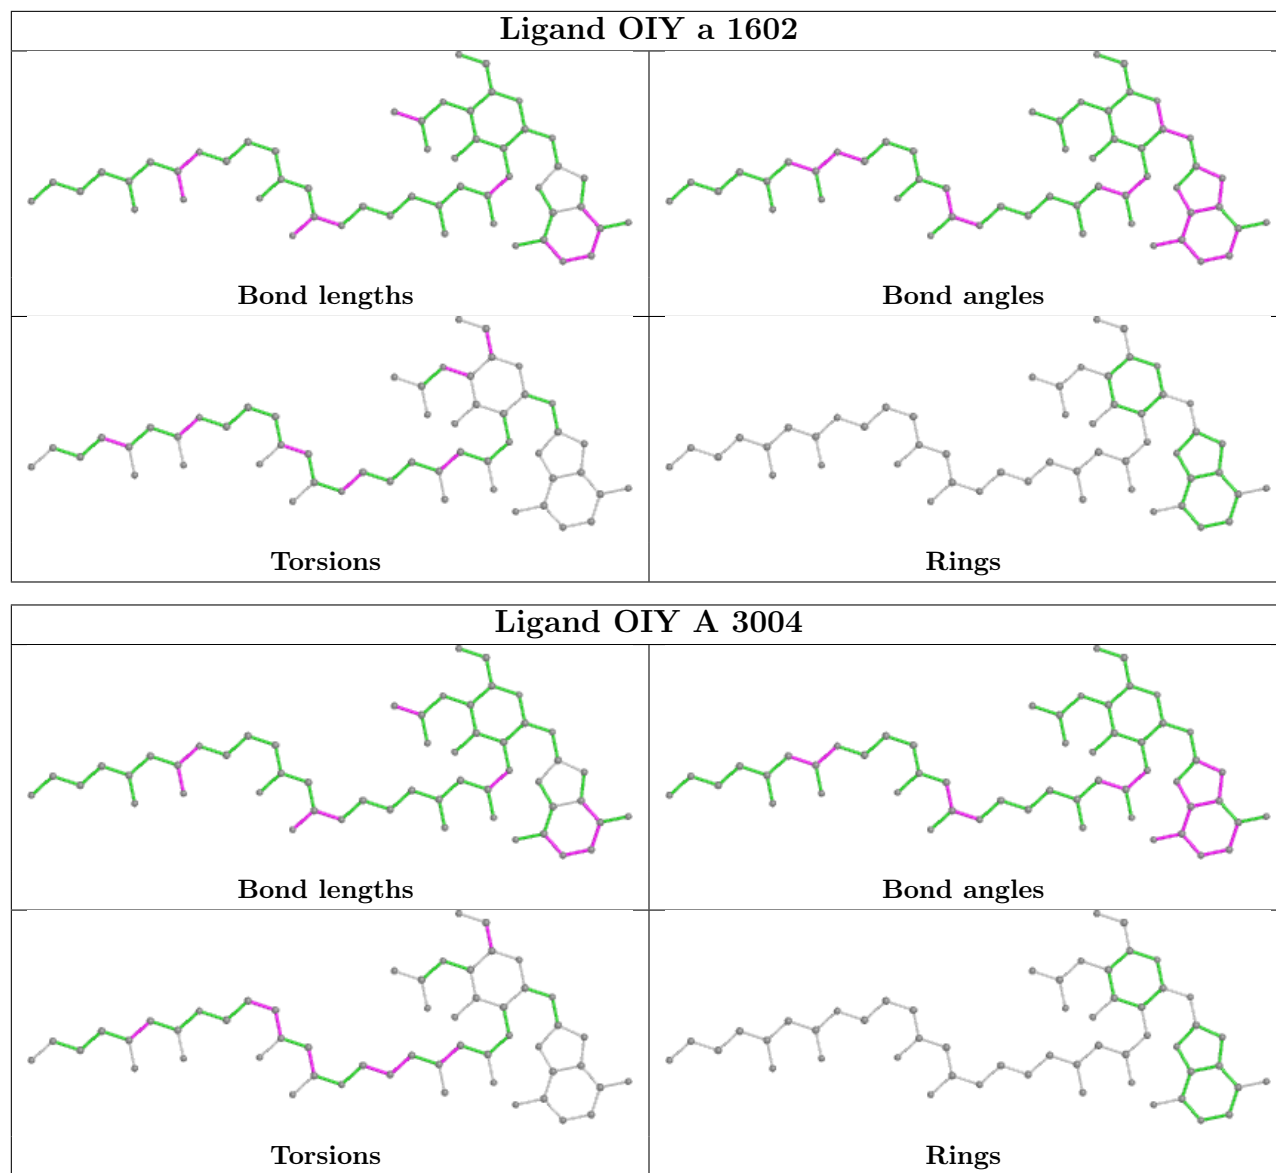 Ligand OIY a 1602
Bond lengths
Bond angles
Torsions
Rings
Ligand OIY A 3004
Bond lengths
Bond angles
Torsions
Rings